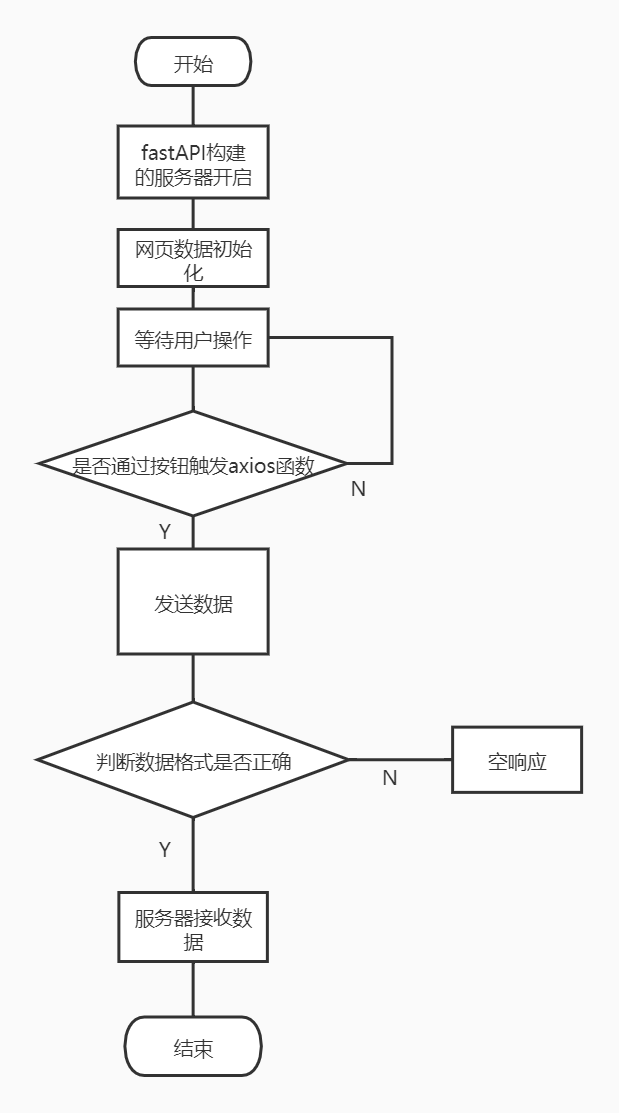 开始
fastAPI构建
的服务器开启
网页数据初始
化
等待用户操作
是否通过按钮触发axios函数
N
Y
发送数据
判断数据格式是否正确
N
空响应
Y
服务器接收数
据
结束